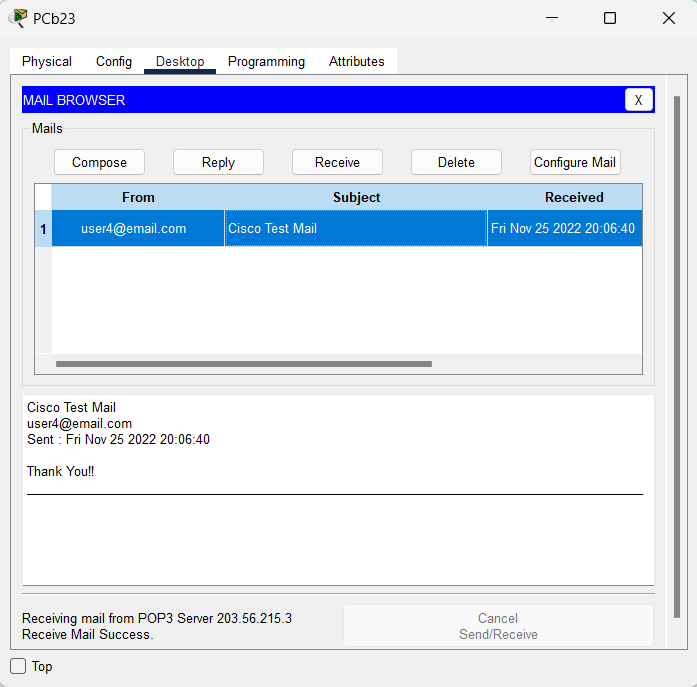 PCb23
Physical Config Desktop Programming Attributes
MAIL BROWSER X
Mails
Compose Reply Receive Delete Configure Mail
From Subject Received
1 user4@email.com Cisco Test Mail Fri Nov 25 2022 20:06:40
Cisco Test Mail
user4@email.com
Sent : Fri Nov 25 2022 20:06:40
Thank You!!
Receiving mail from POP3 Server 203.56.215.3
Receive Mail Success.
Cancel
Send/Receive
Top